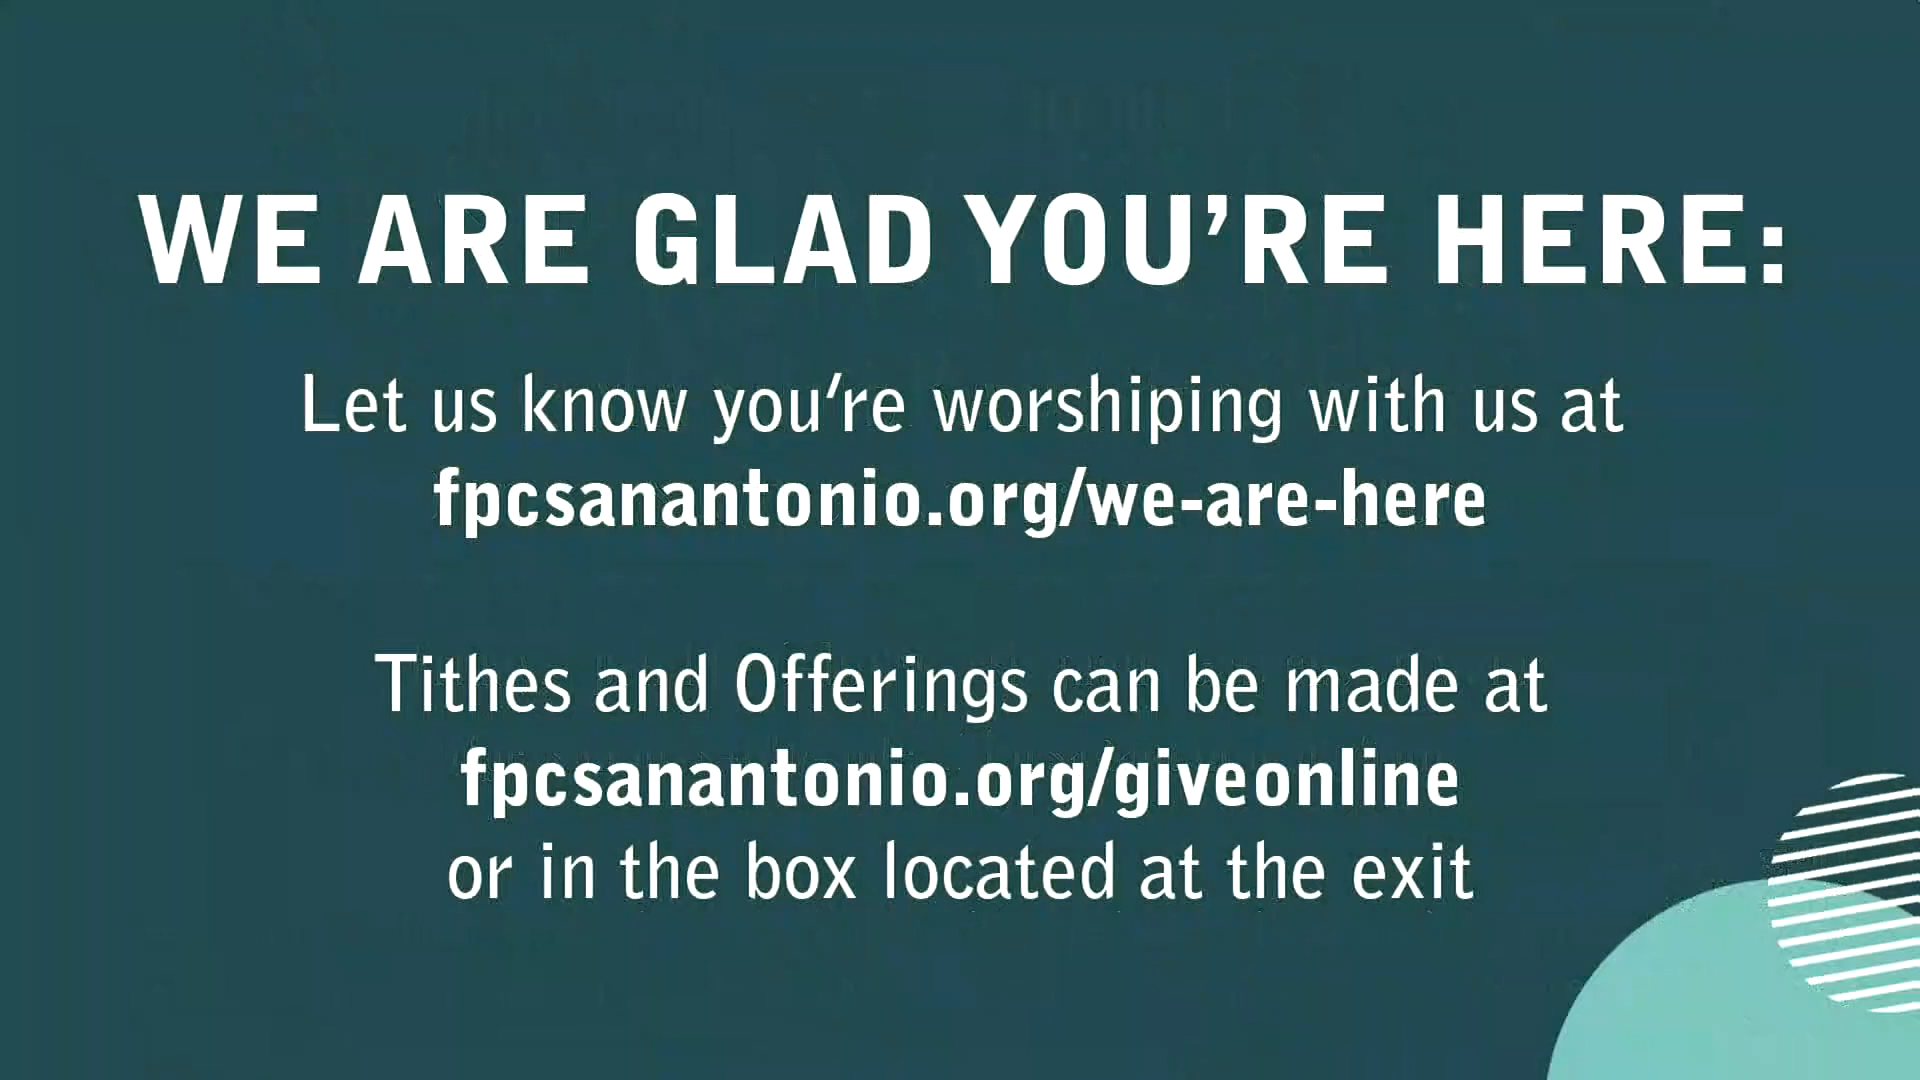 WE ARE GLAD YOU’RE HERE:
Let us know you’re worshiping with us at
fpcsanantonio.org/we-are-here
Tithes and Offerings can be made at
fpcsanantonio.org/giveonline
or in the box located at the exit